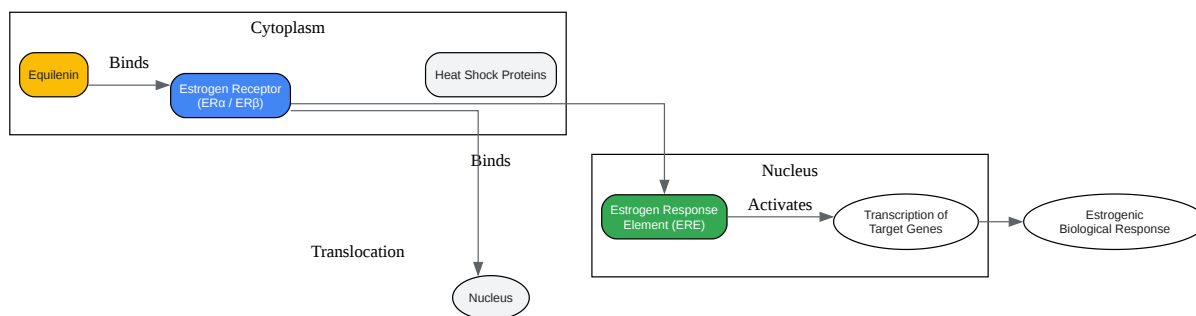 Cytoplasm
Equilenin
Binds
Estrogen Receptor
(ERα / ERβ)
Heat Shock Proteins
Binds
Translocation
Nucleus
Nucleus
Estrogen Response
Element (ERE)
Activates
Transcription of
Target Genes
Estrogenic
Biological Response